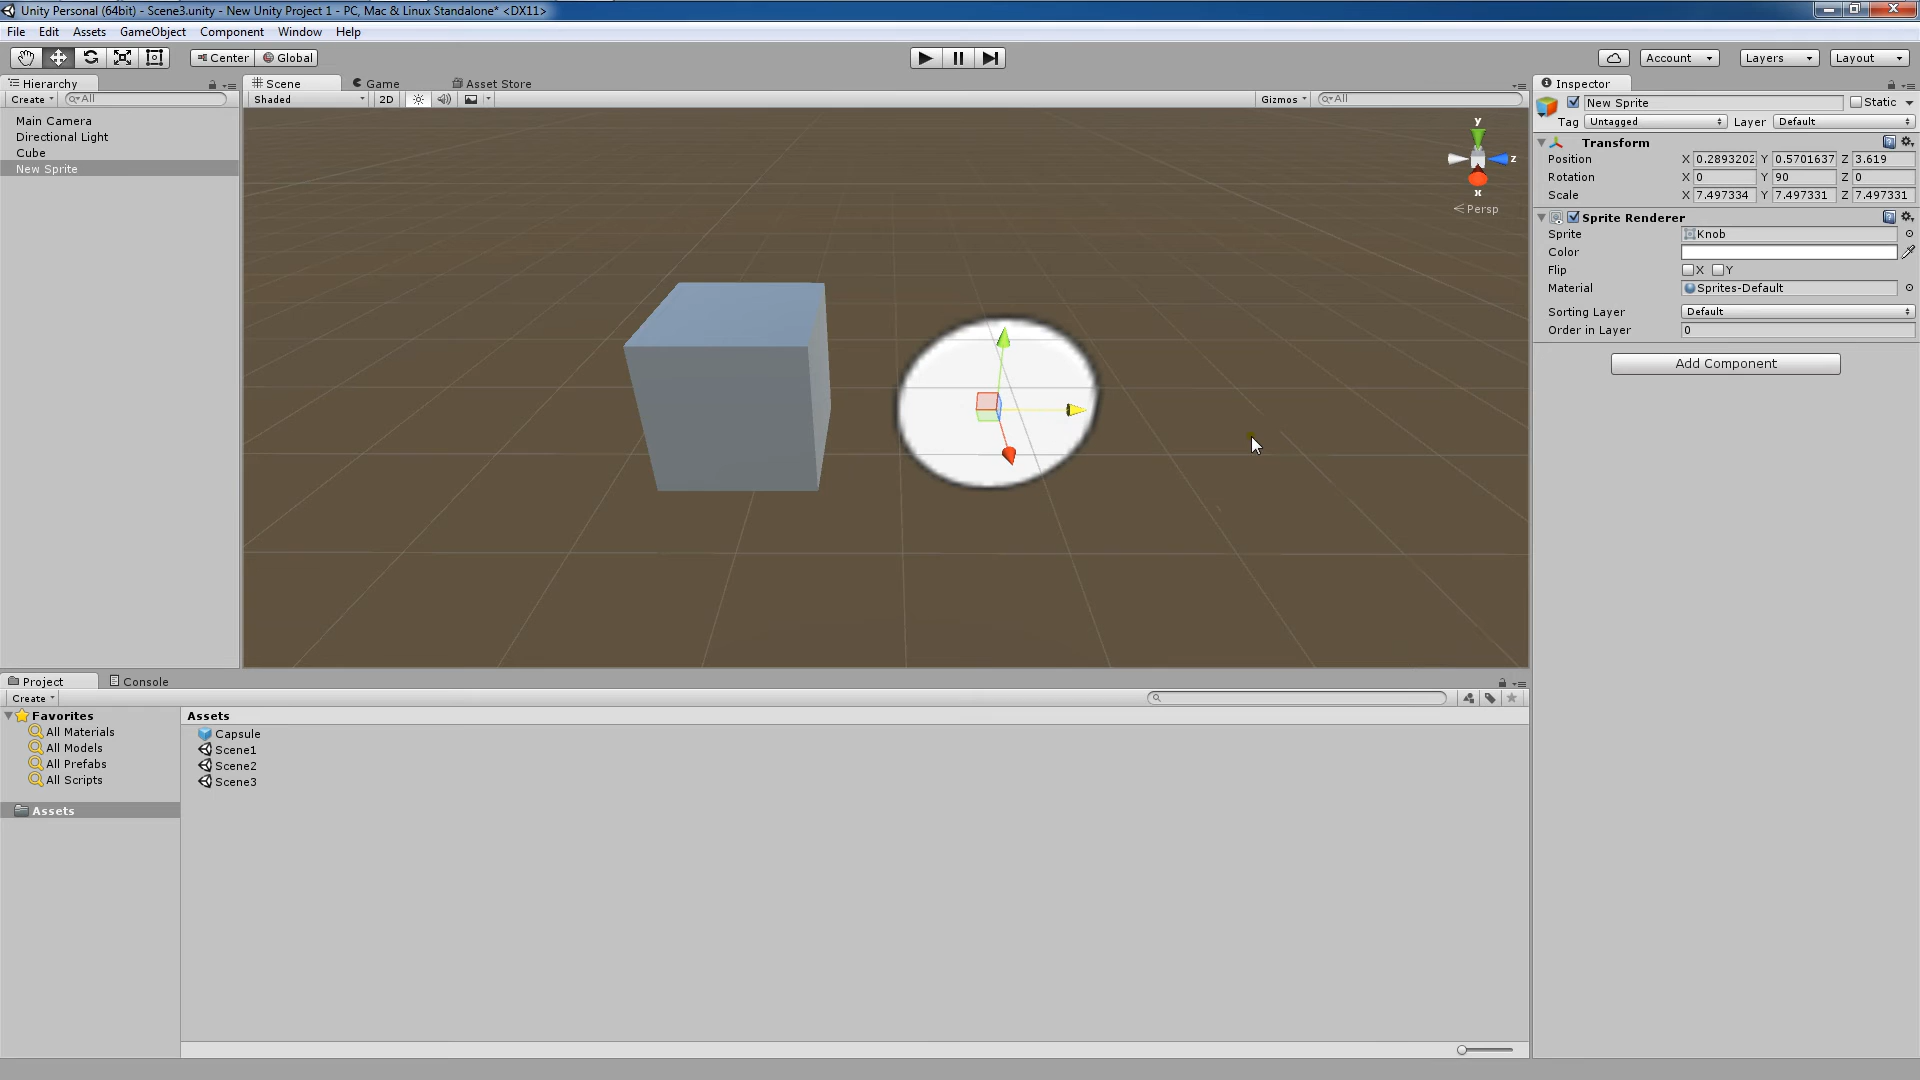 Unity Personal (64bit) - Scene3.unity - New Unity Project 1 - PC, Mac & Linux Standalone* <DX11>
File Edit Assets GameObject Component Window Help
Center Global Account Layers Layout
Hierarchy
Create All
Main Camera
Directional Light
Cube
New Sprite
Scene Game Asset Store
Shaded 2D Gizmos All
y
z
x
Persp
Inspector
New Sprite Static
Tag Untagged Layer Default
Transform
Position X 0.2893202 Y 0.5701637 Z 3.619
Rotation X 0 Y 90 Z 0
Scale X 7.497334 Y 7.497331 Z 7.497331
Sprite Renderer
Sprite Knob
Color
Flip X Y
Material Sprites-Default
Sorting Layer Default
Order in Layer 0
Add Component
Project Console
Create
Favorites
All Materials
All Models
All Prefabs
All Scripts
Assets
Assets
Capsule
Scene1
Scene2
Scene3